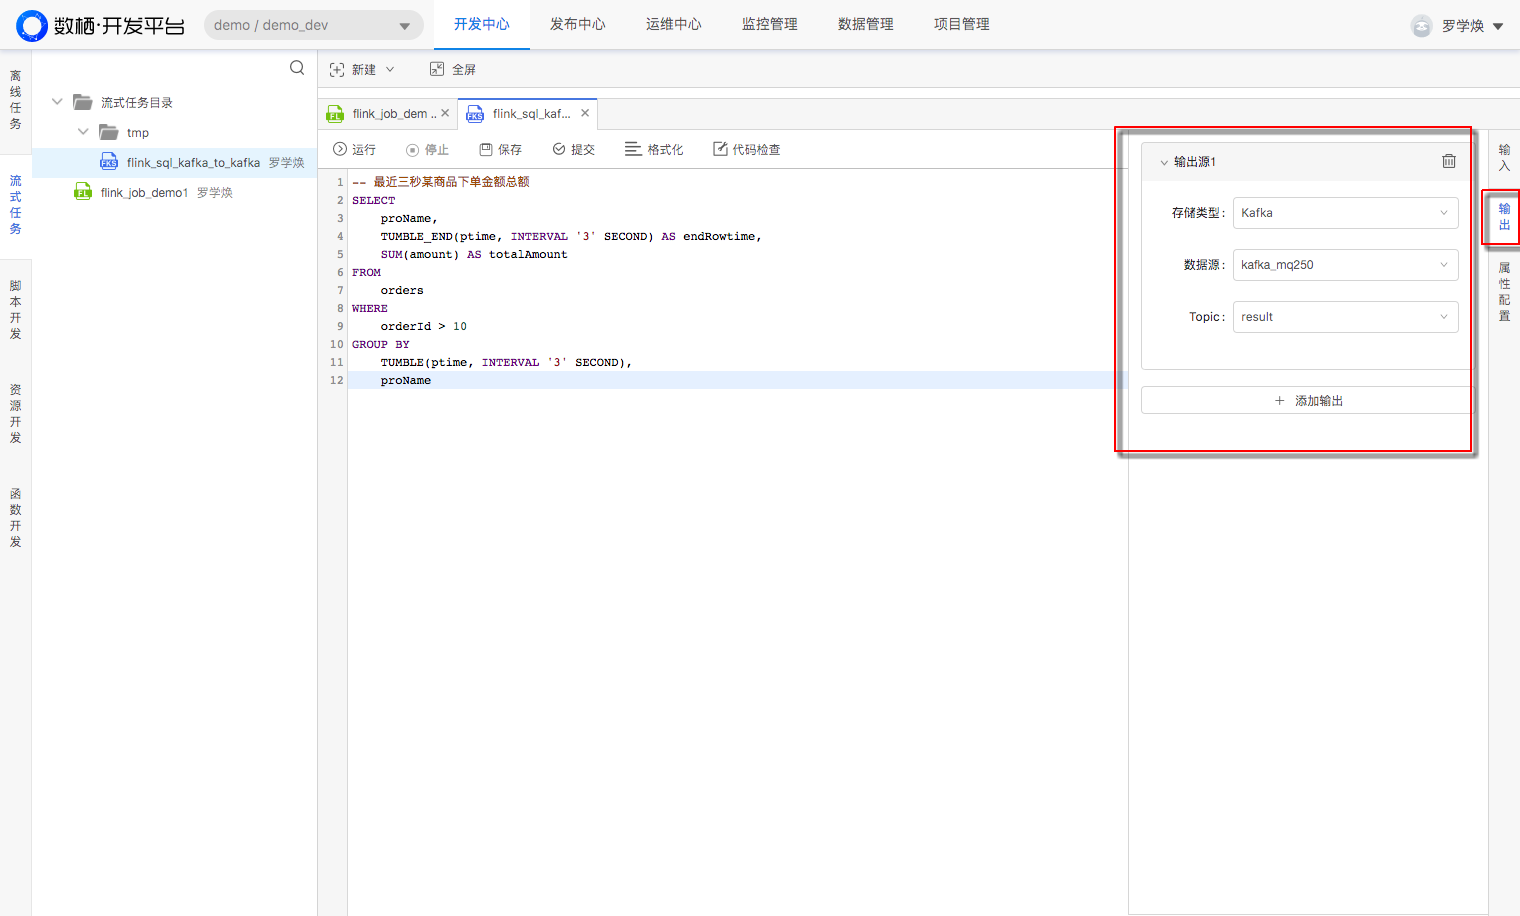 数栖·开发平台
demo / demo_dev
开发中心
发布中心
运维中心
监控管理
数据管理
项目管理
罗学焕
离线任务
流式任务
脚本开发
资源开发
函数开发
流式任务目录
tmp
FKS flink_sql_kafka_to_kafka 罗学焕
FL flink_job_demo1 罗学焕
新建
全屏
FL flink_job_dem ..
FKS flink_sql_kaf...
运行
停止
保存
提交
格式化
代码检查
1 -- 最近三秒某商品下单金额总额
2 SELECT
3 proName,
4 TUMBLE_END(ptime, INTERVAL '3' SECOND) AS endRowtime,
5 SUM(amount) AS totalAmount
6 FROM
7 orders
8 WHERE
9 orderId > 10
10 GROUP BY
11 TUMBLE(ptime, INTERVAL '3' SECOND),
12 proName
输出源1
存储类型: Kafka
数据源: kafka_mq250
Topic: result
+ 添加输出
输入
输出
属性配置